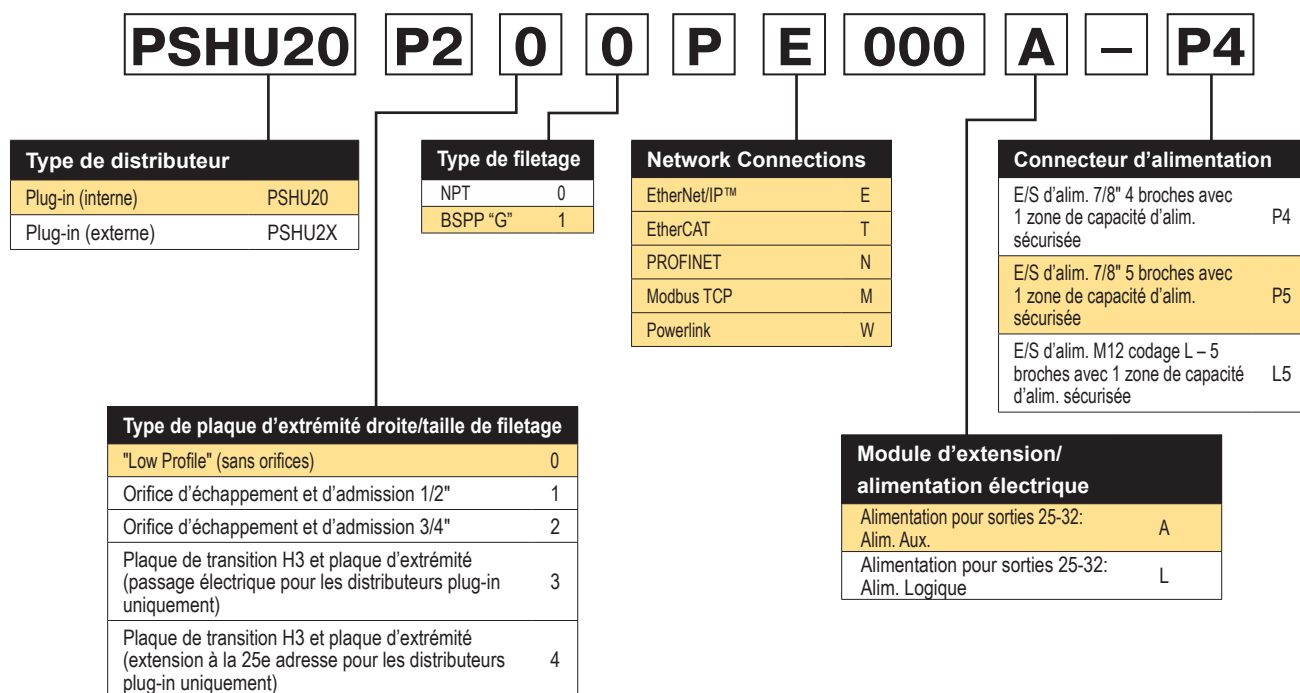 PSHU20 P2 0 0 P E 000 A – P4
Type de distributeur
Plug-in (interne) PSHU20
Plug-in (externe) PSHU2X
Type de filetage
NPT 0
BSPP “G” 1
Network Connections
EtherNet/IP™ E
EtherCAT T
PROFINET N
Modbus TCP M
Powerlink W
Connecteur d’alimentation
E/S d’alim. 7/8" 4 broches avec
1 zone de capacité d’alim.
sécurisée
P4
E/S d’alim. 7/8" 5 broches avec
1 zone de capacité d’alim.
sécurisée
P5
E/S d’alim. M12 codage L – 5
broches avec 1 zone de capacité
d’alim. sécurisée
L5
Type de plaque d’extrémité droite/taille de filetage
"Low Profile" (sans orifices) 0
Orifice d’échappement et d’admission 1/2" 1
Orifice d’échappement et d’admission 3/4" 2
Plaque de transition H3 et plaque d’extrémité
(passage électrique pour les distributeurs plug-in
uniquement)
3
Plaque de transition H3 et plaque d’extrémité
(extension à la 25e adresse pour les distributeurs
plug-in uniquement)
4
Module d’extension/
alimentation électrique
Alimentation pour sorties 25-32:
Alim. Aux.
A
Alimentation pour sorties 25-32:
Alim. Logique
L